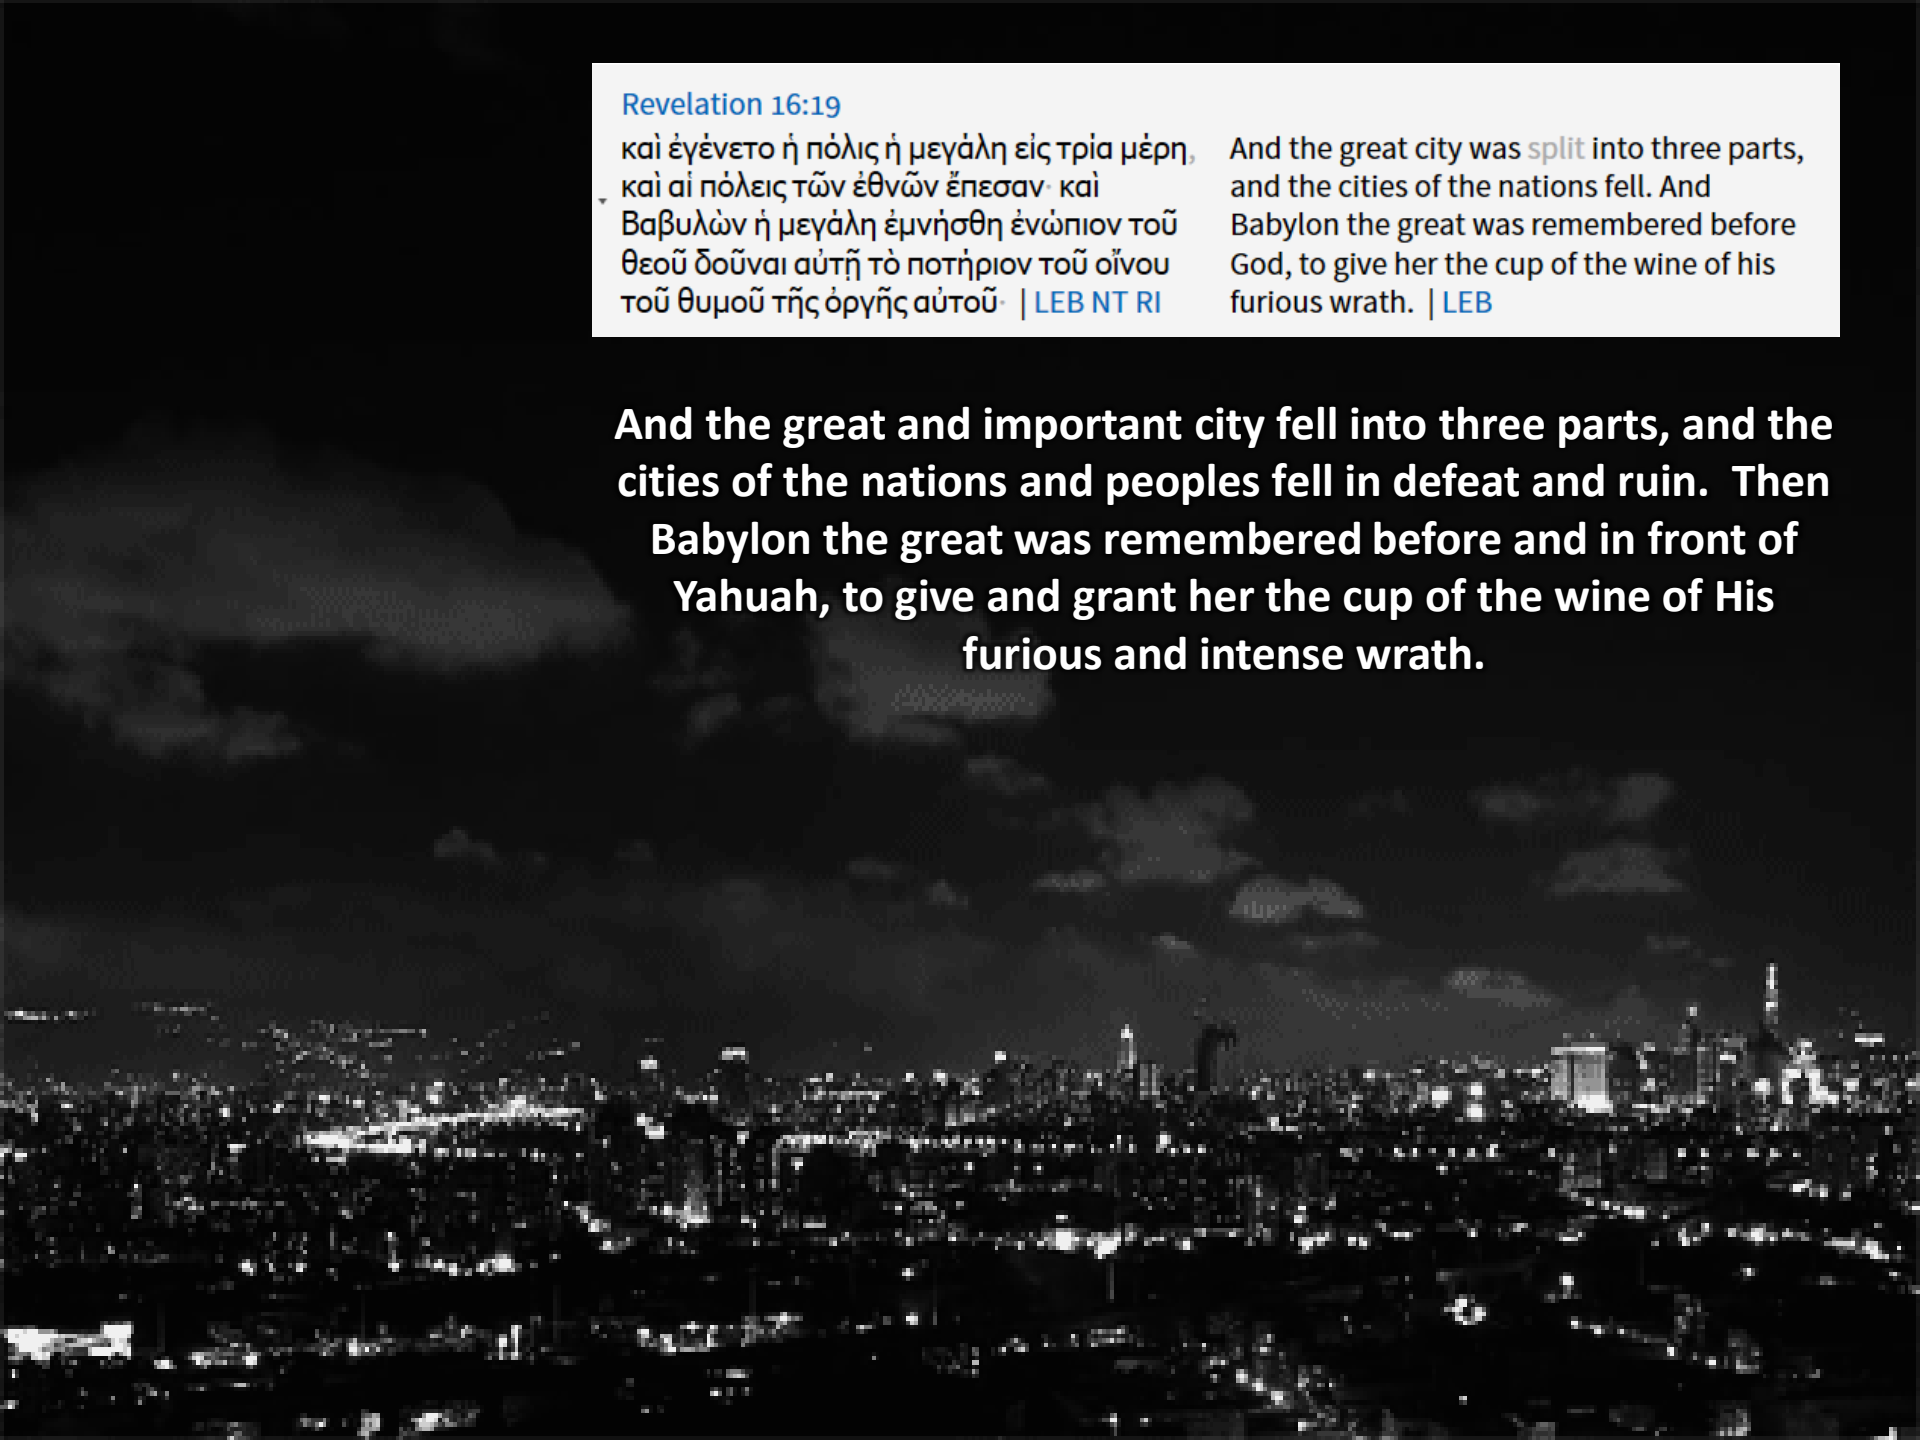 Revelation 16:19
καὶ ἐγένετο ἡ πόλις ἡ μεγάλη εἰς τρία μέρη,
καὶ αἱ πόλεις τῶν ἐθνῶν ἔπεσαν· καὶ
Βαβυλὼν ἡ μεγάλη ἐμνήσθη ἐνώπιον τοῦ
θεοῦ δοῦναι αὐτῇ τὸ ποτήριον τοῦ οἴνου
τοῦ θυμοῦ τῆς ὀργῆς αὐτοῦ· | LEB NT RI
And the great city was split into three parts,
and the cities of the nations fell. And
Babylon the great was remembered before
God, to give her the cup of the wine of his
furious wrath. | LEB
And the great and important city fell into three parts, and the
cities of the nations and peoples fell in defeat and ruin. Then
Babylon the great was remembered before and in front of
Yahuah, to give and grant her the cup of the wine of His
furious and intense wrath.